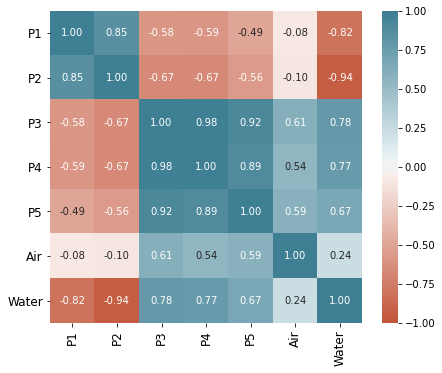 P1 1.00 0.85 -0.58 -0.59 -0.49 -0.08 -0.82
P2 0.85 1.00 -0.67 -0.67 -0.56 -0.10 -0.94
P3 -0.58 -0.67 1.00 0.98 0.92 0.61 0.78
P4 -0.59 -0.67 0.98 1.00 0.89 0.54 0.77
P5 -0.49 -0.56 0.92 0.89 1.00 0.59 0.67
Air -0.08 -0.10 0.61 0.54 0.59 1.00 0.24
Water -0.82 -0.94 0.78 0.77 0.67 0.24 1.00
P1 P2 P3 P4 P5 Air Water
1.00
0.75
0.50
0.25
0.00
−0.25
−0.50
−0.75
−1.00